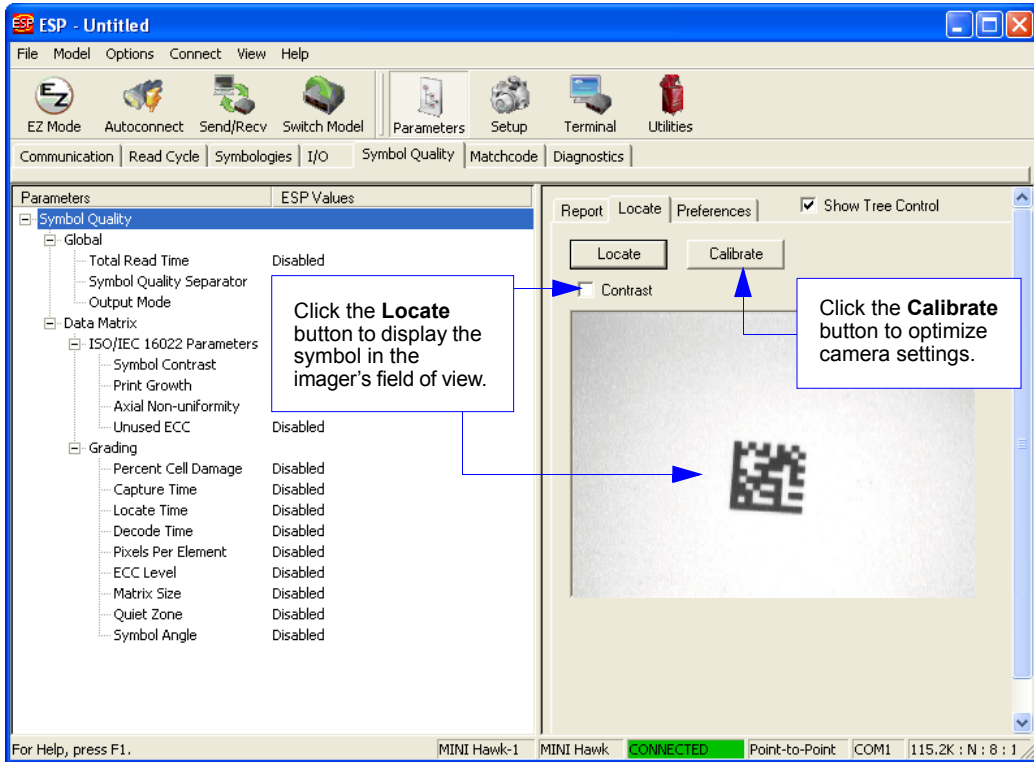 ESP - Untitled
File Model Options Connect View Help
EZ
EZ Mode Autoconnect Send/Recv Switch Model Parameters Setup Terminal Utilities
Communication Read Cycle Symbologies I/O Symbol Quality Matchcode Diagnostics
Parameters ESP Values
Symbol Quality
Global
Total Read Time Disabled
Symbol Quality Separator
Output Mode
Data Matrix
ISO/IEC 16022 Parameters
Symbol Contrast
Print Growth
Axial Non-uniformity
Unused ECC Disabled
Grading
Percent Cell Damage Disabled
Capture Time Disabled
Locate Time Disabled
Decode Time Disabled
Pixels Per Element Disabled
ECC Level Disabled
Matrix Size Disabled
Quiet Zone Disabled
Symbol Angle Disabled
Click the Locate
button to display the
symbol in the
imager's field of view.
Report Locate Preferences Show Tree Control
Locate Calibrate
Contrast
Click the Calibrate
button to optimize
camera settings.
For Help, press F1. MINI Hawk-1 MINI Hawk CONNECTED Point-to-Point COM1 115.2K : N : 8 : 1